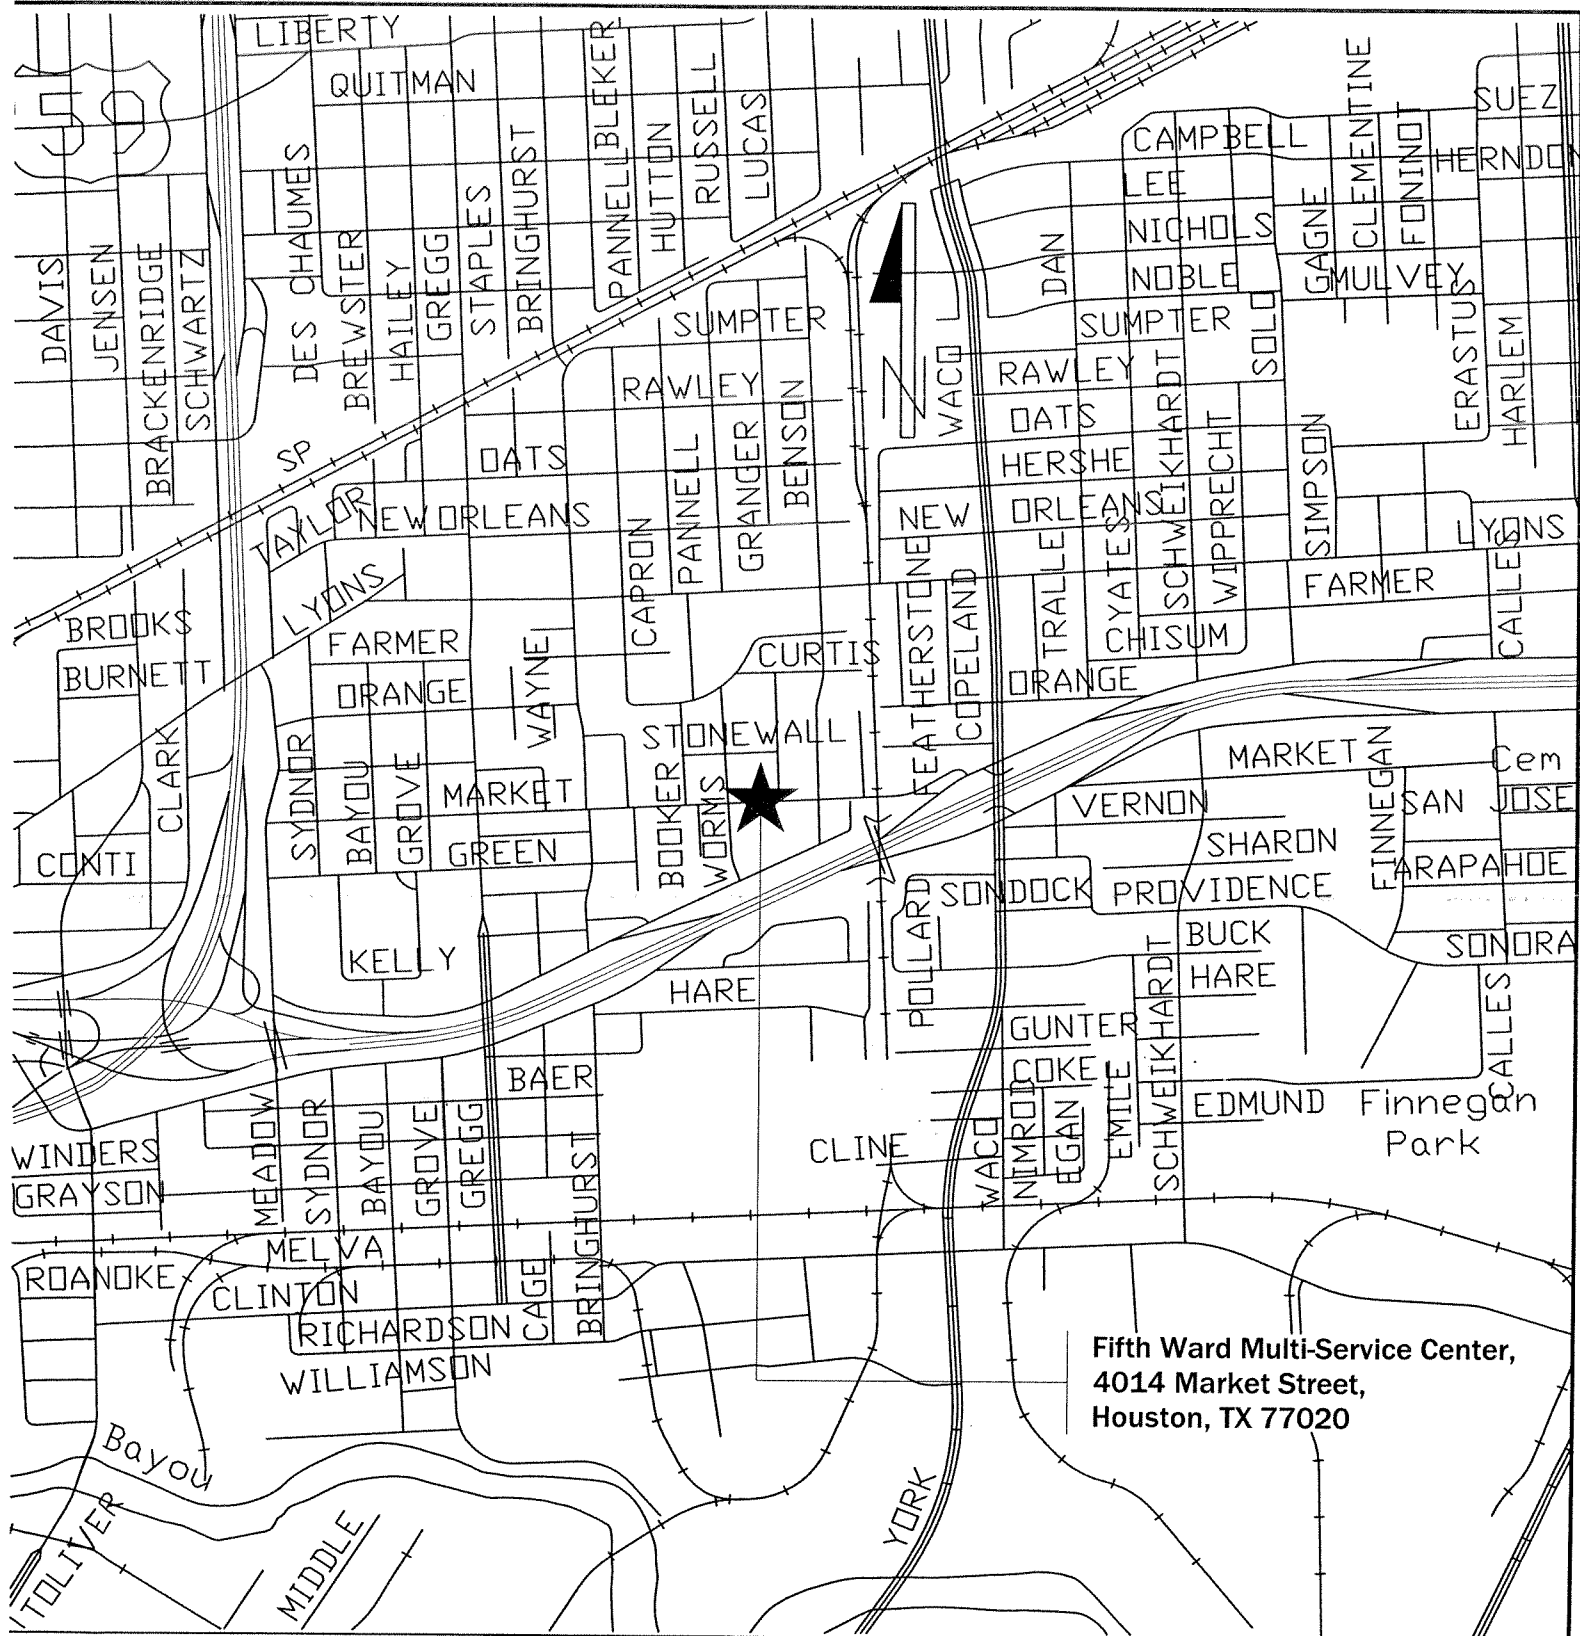 LIBERTY
QUITMAN
59
DAVIS
JENSEN
BRACKENRIDGE
SCHWARTZ
DES CHAUMES
BREWSTER
HAILEY
GREGG
STAPLES
BRINGHURST
PANNELL
BLEKER
HUTTON
RUSSELL
LUCAS
SUMPTER
RAWLEY
OATS
NEW ORLEANS
TAYLOR
SP
LYONS
CAPRON
PANNELL
GRANGER
BENSON
N
WACO
DAN
CAMPBELL
LEE
NICHOLS
NOBLE
SUMPTER
RAWLEY
OATS
HERSHE
NEW ORLEANS
SOLO
GAGNE
CLEMENTINE
FONINOT
MULVEY
SUEZ
HERNDON
ERASTUS
HARLEM
SIMPSON
LYONS
FARMER
CALLES
SCHWEIKHARDT
WIPPRECHT
YATES
TRALLE
CHISUM
ORANGE
FEATHERSTONE
COPELAND
BROOKS
BURNETT
CLARK
CONTI
FARMER
ORANGE
WAYNE
CURTIS
STONEWALL
SYDNOR
BAYOU
GROVE
MARKET
GREEN
BOOKER
WORMS
KELLY
HARE
POLLARD
MARKET
VERNON
SHARON
SONDOCK
PROVIDENCE
FINNEGAN
Cem
SAN JOSE
ARAPAHOE
SONORA
BUCK
HARE
GUNTER
COKE
EDMUND
Finnegan
Park
CALLES
SCHWEIKHARDT
EMILE
EGAN
NIMROD
WACO
CLINE
BAER
WINDERS
GRAYSON
MEADOW
SYDNOR
BAYOU
GROVE
GREGG
BRINGHURST
MELVA
ROANOKE
CLINTON
CAGE
RICHARDSON
WILLIAMSON
Fifth Ward Multi-Service Center,
4014 Market Street,
Houston, TX 77020
Bayou
TOLIVER
MIDDLE
YORK